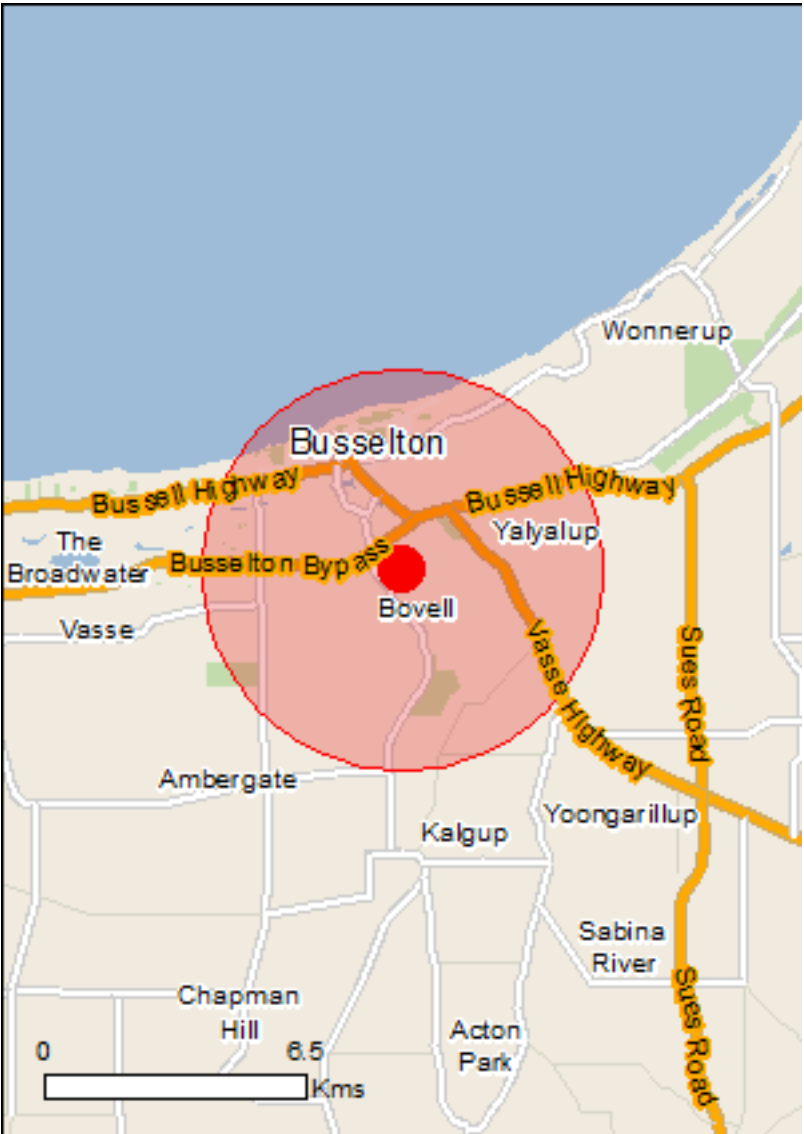 Wonnerup
Busselton
Bussell Highway
Bussell Highway
Yalyalup
The
Broadwater
Busselton Bypass
Bovell
Vasse
Vasse Highway
Sues Road
Ambergate
Yoongarillup
Kalgup
Sabina
River
Chapman
Hill
Sues Road
Acton
Park
0 6.5
Kms